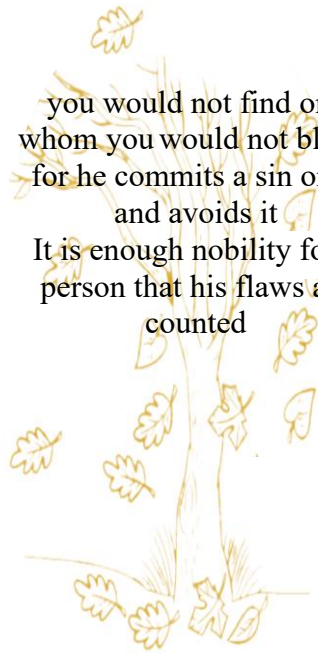 you would not find
whom you would not
for he commits a sin
and avoids it
It is enough nobility
person that his flaws
counted